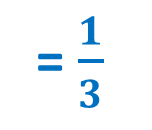 = 1/3